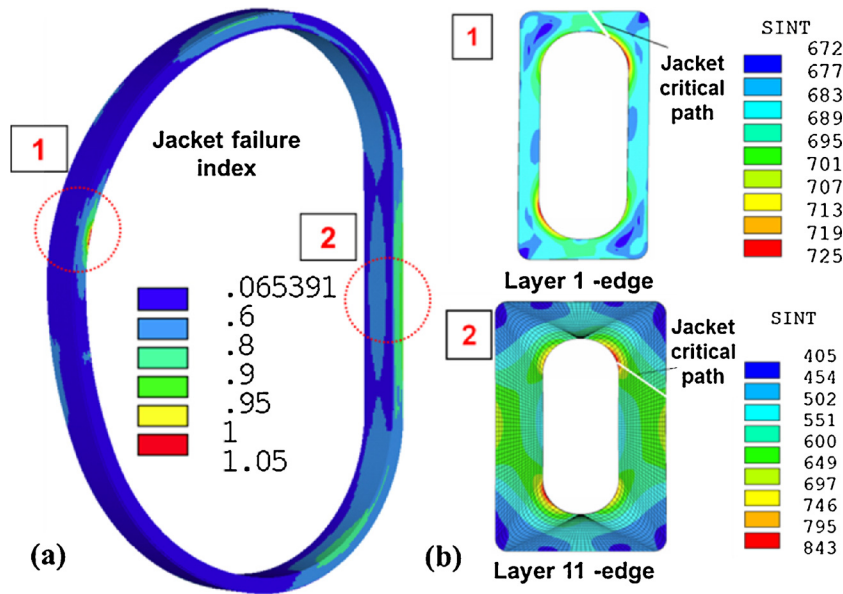 1
Jacket failure
index
2
.065391
.6
.8
.9
.95
1
1.05
(a)
1
Jacket
critical
path
SINT
672
677
683
689
695
701
707
713
719
725
Layer 1 -edge
2
Jacket
critical
path
SINT
405
454
502
551
600
649
697
746
795
843
(b)
Layer 11 -edge